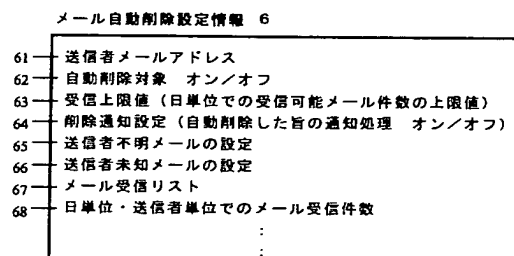 メール自動削除設定情報 6
61 送信者メールアドレス
62 自動削除対象 オン／オフ
63 受信上限値（日単位での受信可能メール件数の上限値）
64 削除通知設定（自動削除した旨の通知処理 オン／オフ）
65 送信者不明メールの設定
66 送信者未知メールの設定
67 メール受信リスト
68 日単位・送信者単位でのメール受信件数
:
: